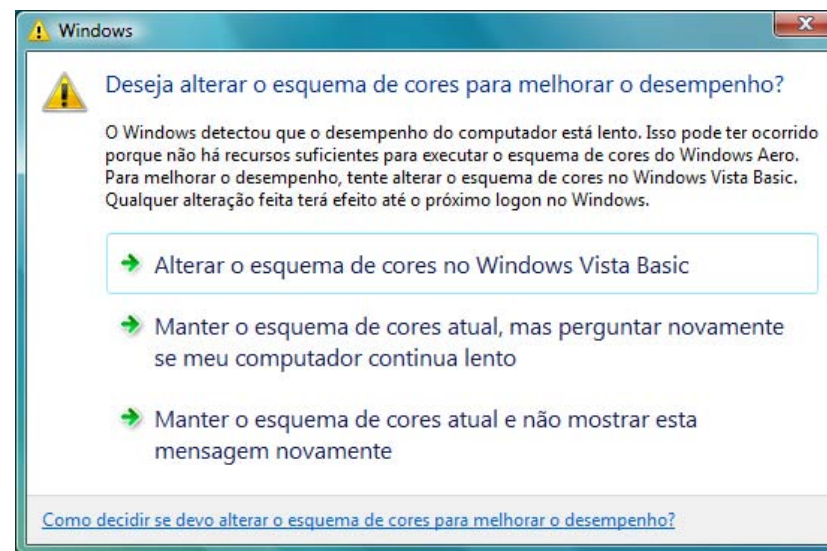 Windows
Deseja alterar o esquema de cores para melhorar o desempenho?
O Windows detectou que o desempenho do computador está lento. Isso pode ter ocorrido
porque não há recursos suficientes para executar o esquema de cores do Windows Aero.
Para melhorar o desempenho, tente alterar o esquema de cores no Windows Vista Basic.
Qualquer alteração feita terá efeito até o próximo logon no Windows.
Alterar o esquema de cores no Windows Vista Basic
Manter o esquema de cores atual, mas perguntar novamente
se meu computador continua lento
Manter o esquema de cores atual e não mostrar esta
mensagem novamente
Como decidir se devo alterar o esquema de cores para melhorar o desempenho?